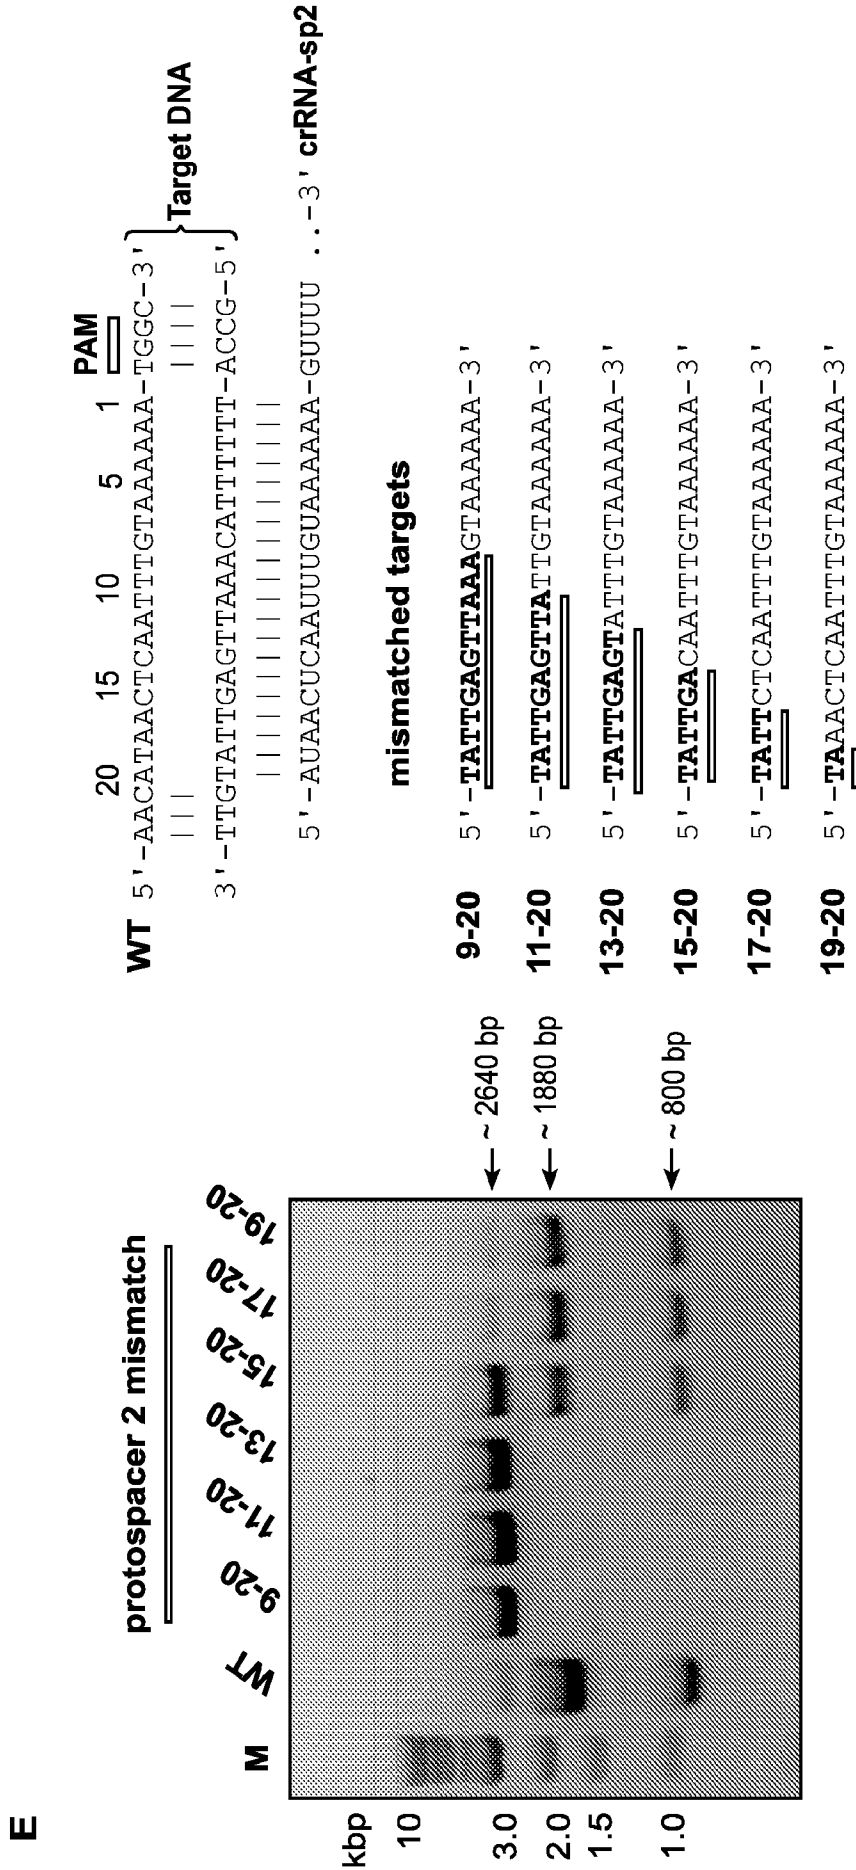 E
protospacer 2 mismatch
M WT 9-20 11-20 13-20 15-20 17-20 19-20
kbp
10
3.0
2.0
1.5
1.0
~ 2640 bp
~ 1880 bp
~ 800 bp
20 15 10 5 1 PAM
WT 5'-AACATAACTCAATTTGTAAAAAA-TGGC-3'
3'-TTGTATTGAGTTAAACATTTTTT-ACCG-5'
Target DNA
5'-AUAACUCAAUUUGUAAAAAA-GUUUU ..-3' crRNA-sp2
mismatched targets
9-20 5'-TATTGAGTTAAAGTAAAAAA-3'
11-20 5'-TATTGAGTTATTGTAAAAAA-3'
13-20 5'-TATTGAGTATTTGTAAAAAA-3'
15-20 5'-TATTGACAATTTGTAAAAAA-3'
17-20 5'-TATTCTCAATTTGTAAAAAA-3'
19-20 5'-TAAACTCAATTTGTAAAAAA-3'